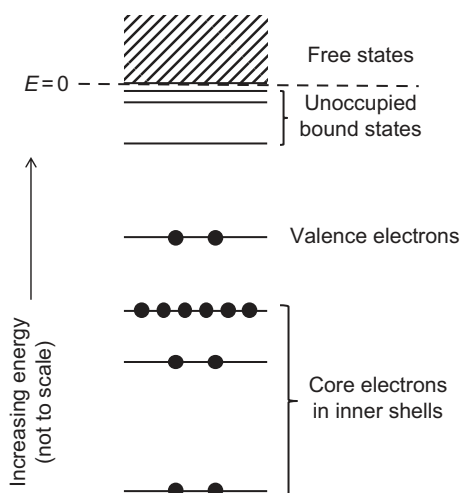 Free states
E = 0
Unoccupied
bound states
Valence electrons
Core electrons
in inner shells
Increasing energy
(not to scale)